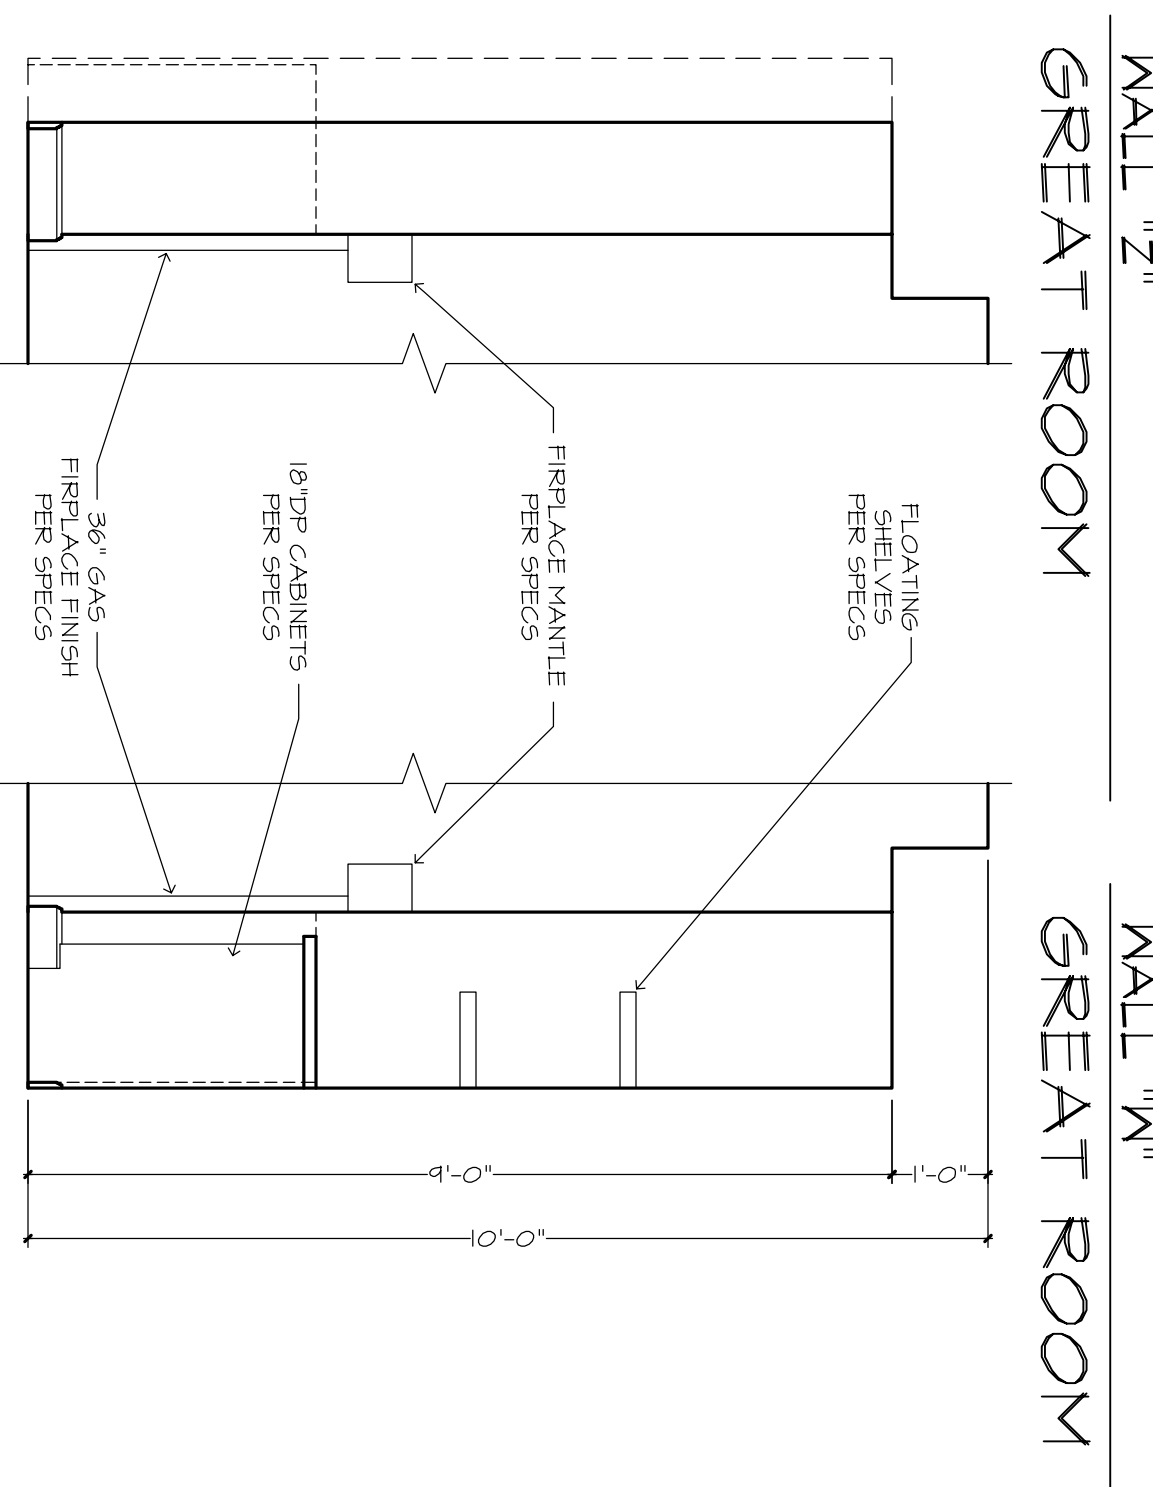 WALL "Z"
GREAT ROOM
WALL "W"
GREAT ROOM
FLOATING
SHELVES
PER SPECS
FIRPLACE MANTLE
PER SPECS
18"DP CABINETS
PER SPECS
36" GAS
FIRPLACE FINISH
PER SPECS
1'-0"
9'-0"
10'-0"